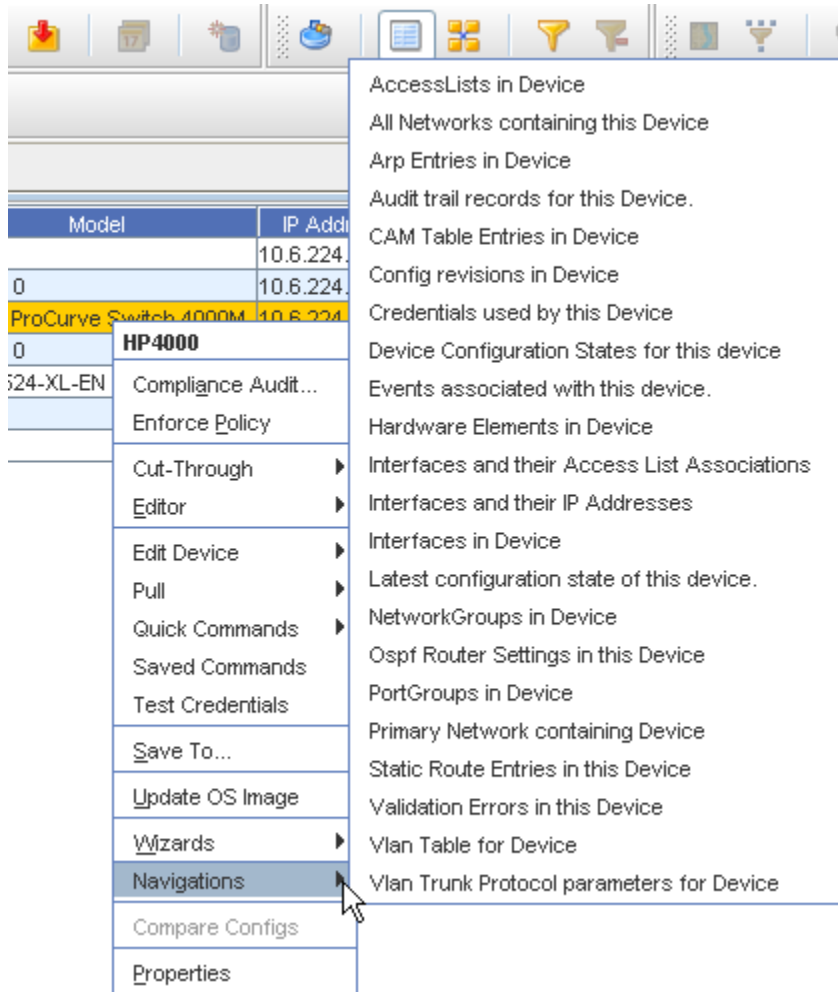 17
AccessLists in Device
All Networks containing this Device
Arp Entries in Device
Audit trail records for this Device.
CAM Table Entries in Device
Config revisions in Device
Credentials used by this Device
Device Configuration States for this device
Events associated with this device.
Hardware Elements in Device
Interfaces and their Access List Associations
Interfaces and their IP Addresses
Interfaces in Device
Latest configuration state of this device.
NetworkGroups in Device
Ospf Router Settings in this Device
PortGroups in Device
Primary Network containing Device
Static Route Entries in this Device
Validation Errors in this Device
Vlan Table for Device
Vlan Trunk Protocol parameters for Device
Model IP Addr
10.6.224.
0 10.6.224.
ProCurve Switch 4000M 10.6.224
0
524-XL-EN
HP4000
Compliance Audit...
Enforce Policy
Cut-Through
Editor
Edit Device
Pull
Quick Commands
Saved Commands
Test Credentials
Save To...
Update OS Image
Wizards
Navigations
Compare Configs
Properties